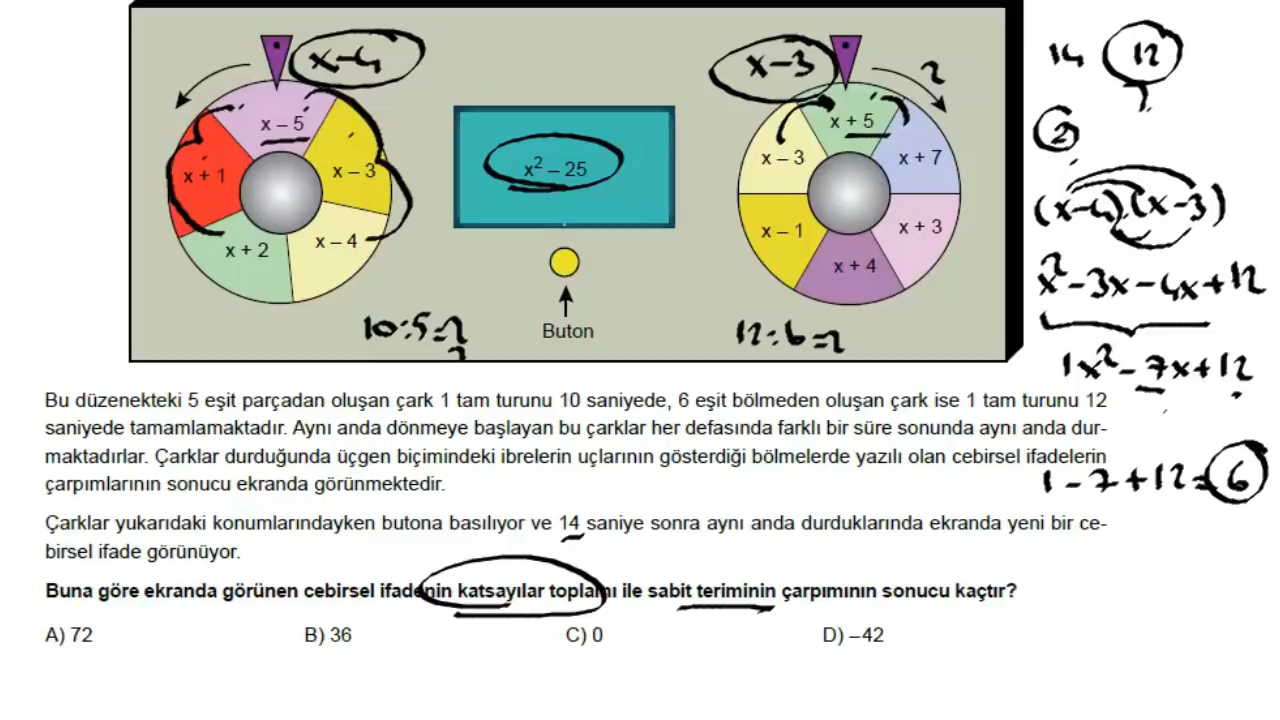 x-4
x-3
2
14 12
2
x – 5
x + 1
x – 3
x + 2
x – 4
x² – 25
x + 5
x – 3
x + 7
x – 1
x + 3
x + 4
(x-4).(x-3)
x²-3x-4x+12
1x²-7x+12
1-7+12=6
10:5=2
Buton
12:6=2
Bu düzenekteki 5 eşit parçadan oluşan çark 1 tam turunu 10 saniyede, 6 eşit bölmeden oluşan çark ise 1 tam turunu 12
saniyede tamamlamaktadır. Aynı anda dönmeye başlayan bu çarklar her defasında farklı bir süre sonunda aynı anda dur-
maktadırlar. Çarklar durduğunda üçgen biçimindeki ibrelerin uçlarının gösterdiği bölmelerde yazılı olan cebirsel ifadelerin
çarpımlarının sonucu ekranda görünmektedir.
Çarklar yukarıdaki konumlarındayken butona basılıyor ve 14 saniye sonra aynı anda durduklarında ekranda yeni bir ce-
birsel ifade görünüyor.
Buna göre ekranda görünen cebirsel ifadenin katsayılar toplamı ile sabit teriminin çarpımının sonucu kaçtır?
A) 72 B) 36 C) 0 D) –42